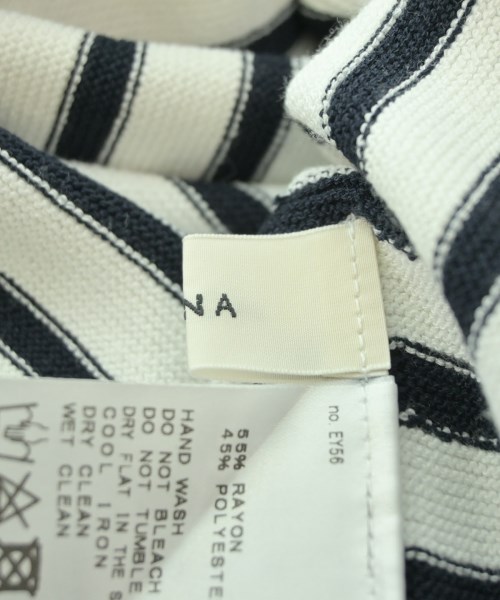 NA
no. EY56
55% RAYON
45% POLYESTE
HAND WASH
DO NOT BLEACH
DO NOT TUMBLE
DRY FLAT IN THE S
COOL IRON
DRY CLEAN
WET CLEAN